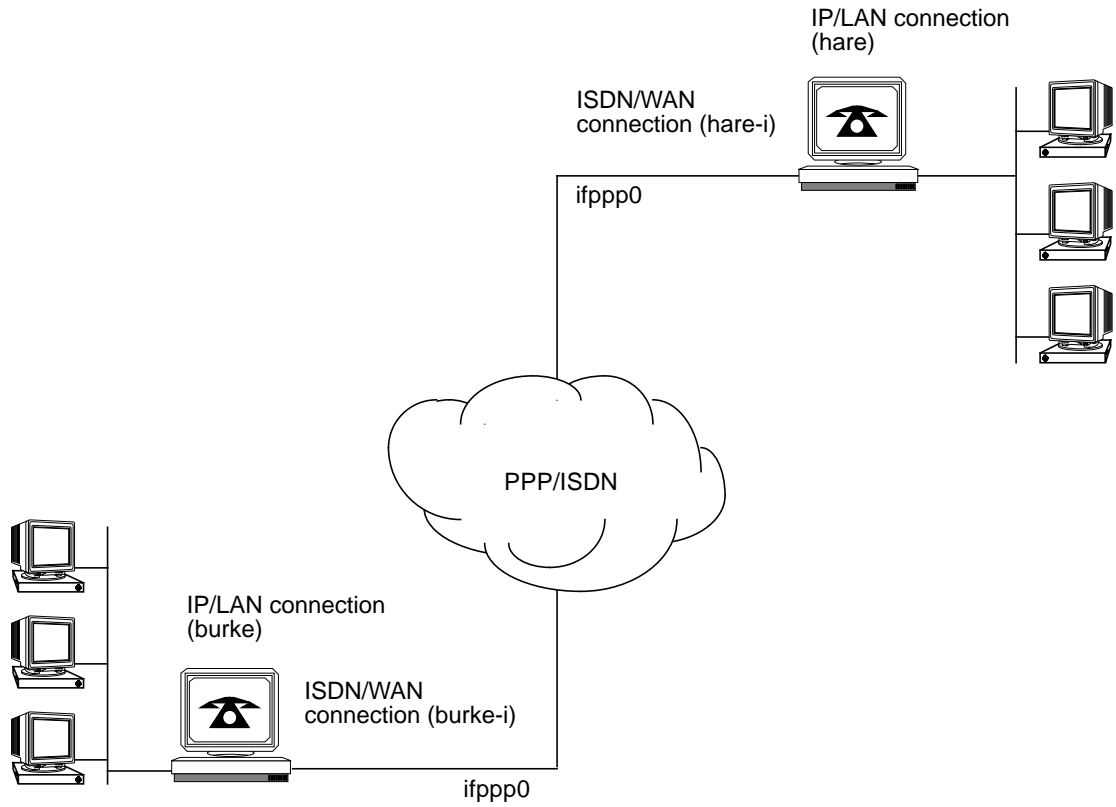 IP/LAN connection
(hare)
ISDN/WAN
connection (hare-i)
ifppp0
PPP/ISDN
IP/LAN connection
(burke)
ISDN/WAN
connection (burke-i)
ifppp0